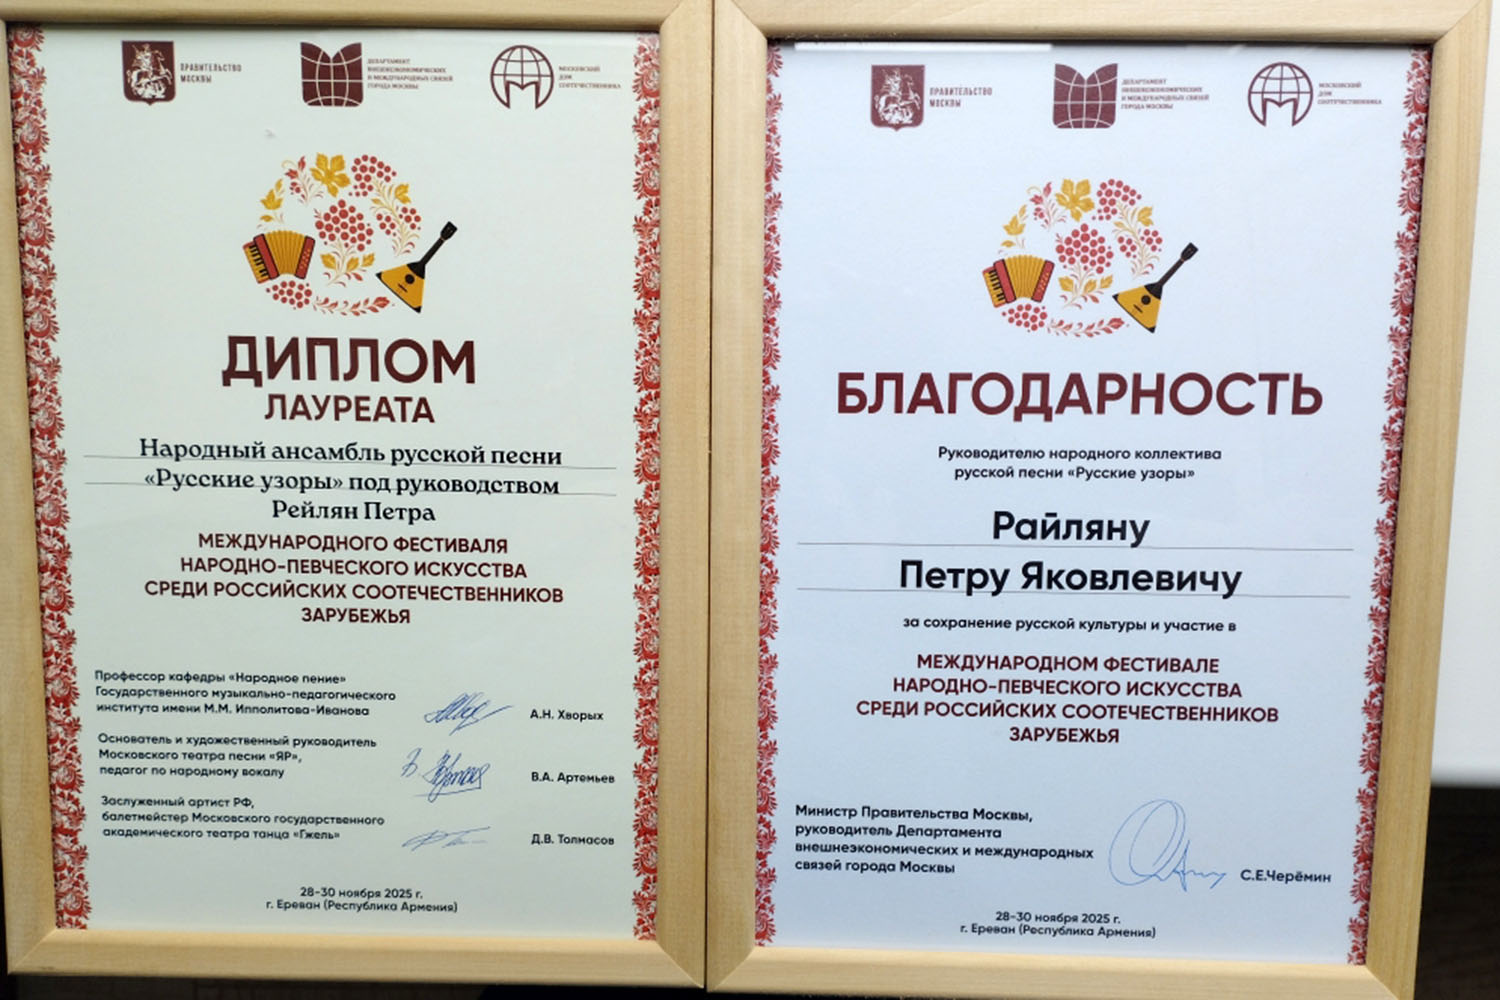 ПРАВИТЕЛЬСТВО
МОСКВЫ
ДЕПАРТАМЕНТ
ВНЕШНЕЭКОНОМИЧЕСКИХ
И МЕЖДУНАРОДНЫХ СВЯЗЕЙ
ГОРОДА МОСКВЫ
МОСКОВСКИЙ
ДОМ
СООТЕЧЕСТВЕННИКА
ДИПЛОМ
ЛАУРЕАТА
Народный ансамбль русской песни
«Русские узоры» под руководством
Рейлян Петра
МЕЖДУНАРОДНОГО ФЕСТИВАЛЯ
НАРОДНО-ПЕВЧЕСКОГО ИСКУССТВА
СРЕДИ РОССИЙСКИХ СООТЕЧЕСТВЕННИКОВ
ЗАРУБЕЖЬЯ
Профессор кафедры «Народное пение»
Государственного музыкально-педагогического
института имени М.М. Ипполитова-Иванова
А.Н. Хворых
Основатель и художественный руководитель
Московского театра песни «ЯР»,
педагог по народному вокалу
В.А. Артемьев
Заслуженный артист РФ,
балетмейстер Московского государственного
академического театра танца «Гжель»
Д.В. Толмасов
28-30 ноября 2025 г.
г. Ереван (Республика Армения)
ПРАВИТЕЛЬСТВО
МОСКВЫ
ДЕПАРТАМЕНТ
ВНЕШНЕЭКОНОМИЧЕСКИХ
И МЕЖДУНАРОДНЫХ СВЯЗЕЙ
ГОРОДА МОСКВЫ
МОСКОВСКИЙ
ДОМ
СООТЕЧЕСТВЕННИКА
БЛАГОДАРНОСТЬ
Руководителю народного коллектива
русской песни «Русские узоры»
Райляну
Петру Яковлевичу
за сохранение русской культуры и участие в
МЕЖДУНАРОДНОМ ФЕСТИВАЛЕ
НАРОДНО-ПЕВЧЕСКОГО ИСКУССТВА
СРЕДИ РОССИЙСКИХ СООТЕЧЕСТВЕННИКОВ
ЗАРУБЕЖЬЯ
Министр Правительства Москвы,
руководитель Департамента
внешнеэкономических и международных
связей города Москвы
С.Е.Черёмин
28-30 ноября 2025 г.
г. Ереван (Республика Армения)